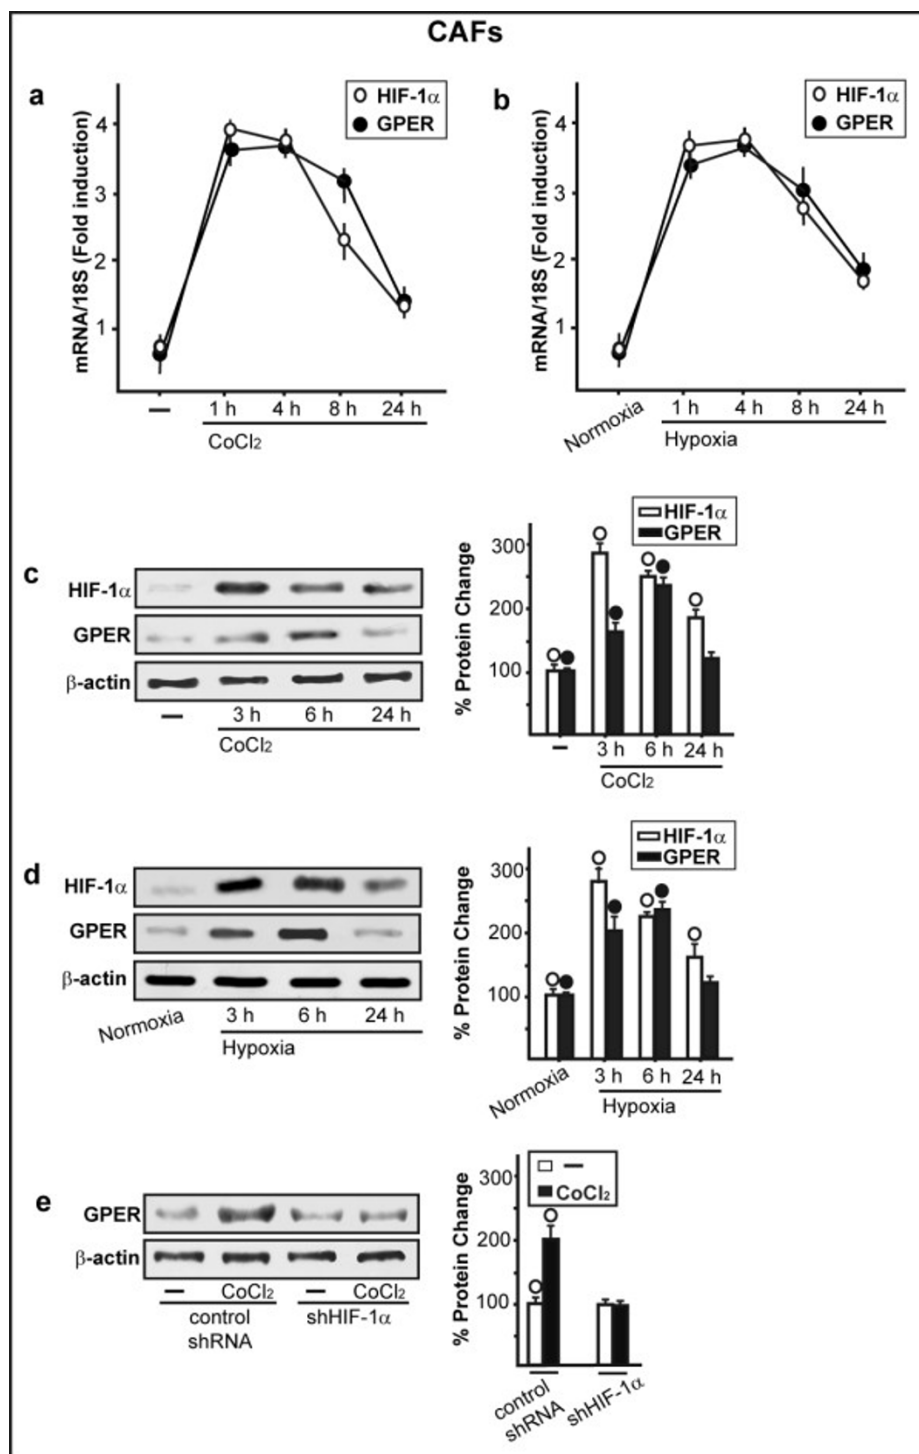 CAFs
a
HIF-1α
GPER
mRNA/18S (Fold induction)
4
3
2
1
— 1 h 4 h 8 h 24 h
CoCl₂
b
HIF-1α
GPER
mRNA/18S (Fold induction)
4
3
2
1
Normoxia 1 h 4 h 8 h 24 h
Hypoxia
c
HIF-1α
GPER
β-actin
— 3 h 6 h 24 h
CoCl₂
HIF-1α
GPER
% Protein Change
300
200
100
— 3 h 6 h 24 h
CoCl₂
d
HIF-1α
GPER
β-actin
Normoxia 3 h 6 h 24 h
Hypoxia
HIF-1α
GPER
% Protein Change
300
200
100
Normoxia 3 h 6 h 24 h
Hypoxia
e
GPER
β-actin
— CoCl₂ — CoCl₂
control shHIF-1α
shRNA
—
CoCl₂
% Protein Change
300
200
100
control
shRNA
shHIF-1α